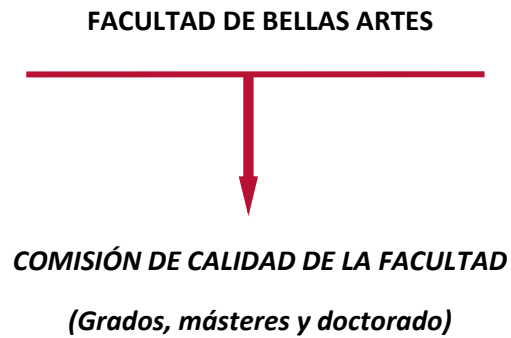 FACULTAD DE BELLAS ARTES
COMISIÓN DE CALIDAD DE LA FACULTAD
(Grados, másteres y doctorado)